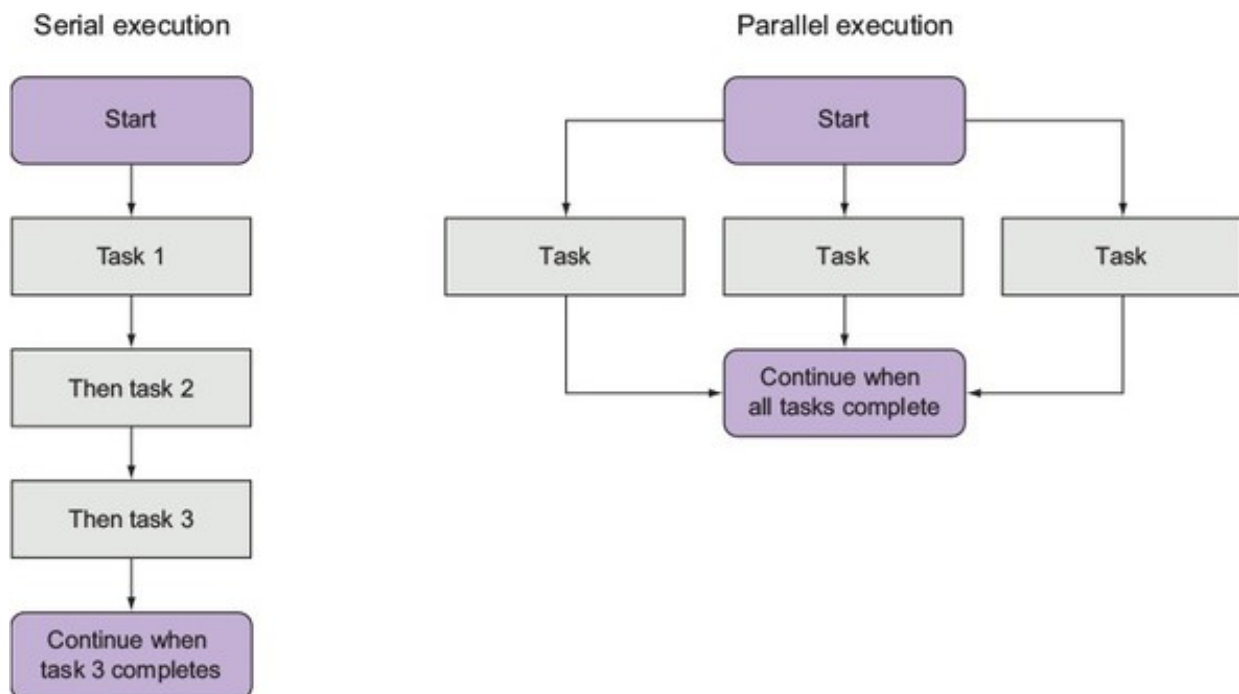 Serial execution
Start
Task 1
Then task 2
Then task 3
Continue when
task 3 completes
Parallel execution
Start
Task
Task
Task
Continue when
all tasks complete